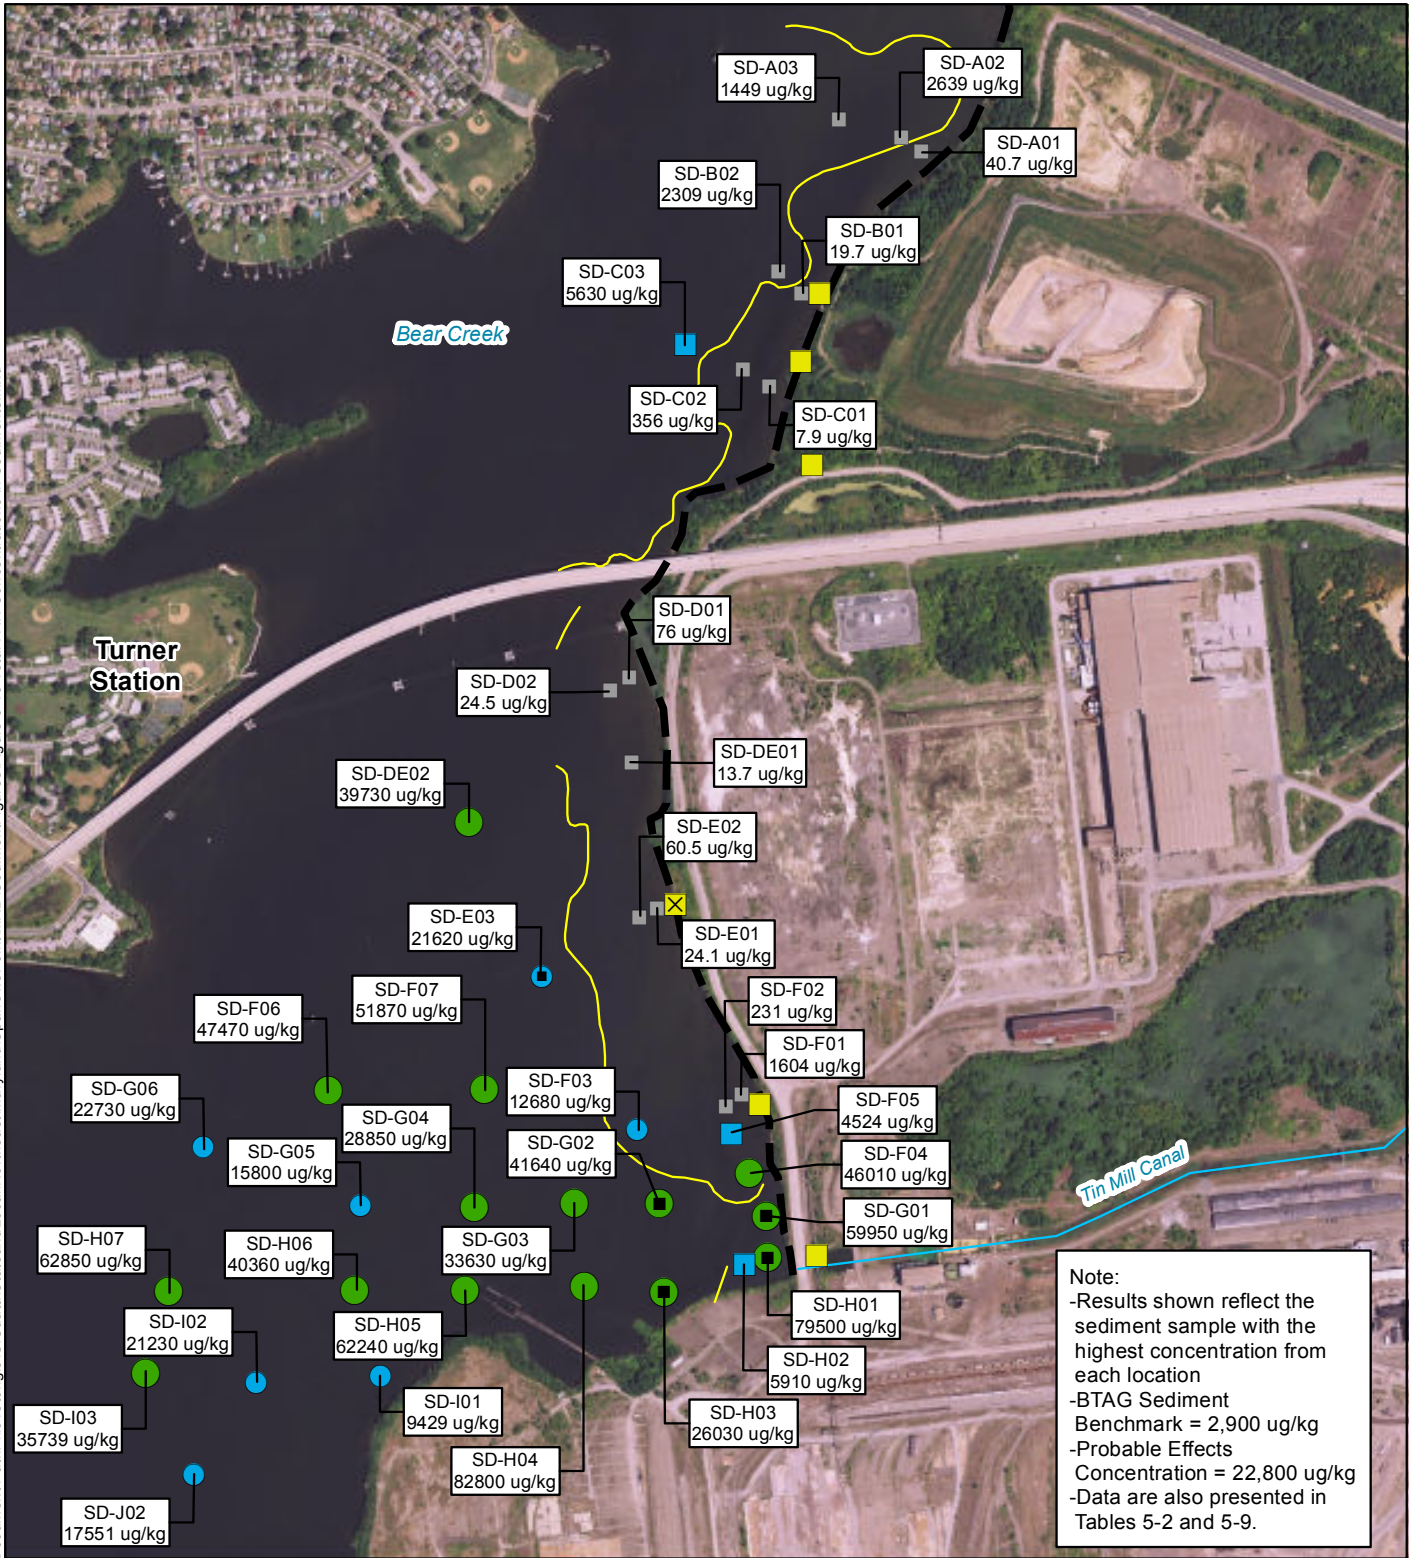 SD-A03
1449 ug/kg
SD-A02
2639 ug/kg
SD-A01
40.7 ug/kg
SD-B02
2309 ug/kg
SD-B01
19.7 ug/kg
SD-C03
5630 ug/kg
Bear Creek
SD-C02
356 ug/kg
SD-C01
7.9 ug/kg
SD-D01
76 ug/kg
Turner
Station
SD-D02
24.5 ug/kg
SD-DE01
13.7 ug/kg
SD-DE02
39730 ug/kg
SD-E02
60.5 ug/kg
SD-E03
21620 ug/kg
SD-E01
24.1 ug/kg
SD-F07
51870 ug/kg
SD-F02
231 ug/kg
SD-F06
47470 ug/kg
SD-F01
1604 ug/kg
SD-G06
22730 ug/kg
SD-F03
12680 ug/kg
SD-F05
4524 ug/kg
SD-G04
28850 ug/kg
SD-G05
15800 ug/kg
SD-G02
41640 ug/kg
SD-F04
46010 ug/kg
Tin Mill Canal
SD-G01
59950 ug/kg
SD-H07
62850 ug/kg
SD-H06
40360 ug/kg
SD-G03
33630 ug/kg
SD-H01
79500 ug/kg
SD-I02
21230 ug/kg
SD-H05
62240 ug/kg
SD-H02
5910 ug/kg
SD-I03
35739 ug/kg
SD-I01
9429 ug/kg
SD-H03
26030 ug/kg
SD-H04
82800 ug/kg
SD-J02
17551 ug/kg
Note:
-Results shown reflect the
sediment sample with the
highest concentration from
each location
-BTAG Sediment
Benchmark = 2,900 ug/kg
-Probable Effects
Concentration = 22,800 ug/kg
-Data are also presented in
Tables 5-2 and 5-9.